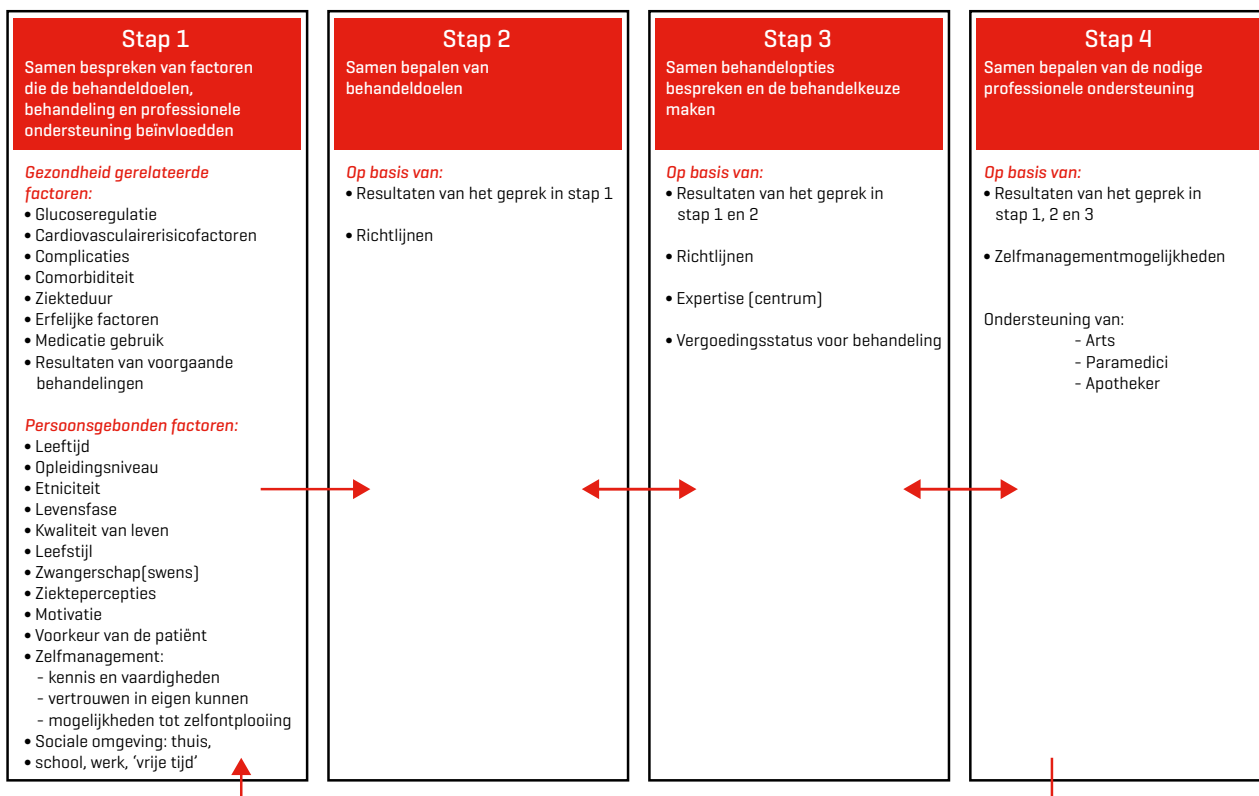 Stap 1
Samen bespreken van factoren
die de behandeldoelen,
behandeling en professionele
ondersteuning beïnvloedden
Gezondheid gerelateerde
factoren:
• Glucoseregulatie
• Cardiovasculairerisicofactoren
• Complicaties
• Comorbiditeit
• Ziekteduur
• Erfelijke factoren
• Medicatie gebruik
• Resultaten van voorgaande
behandelingen
Persoonsgebonden factoren:
• Leeftijd
• Opleidingsniveau
• Etniciteit
• Levensfase
• Kwaliteit van leven
• Leefstijl
• Zwangerschap(swens)
• Ziektepercepties
• Motivatie
• Voorkeur van de patiënt
• Zelfmanagement:
- kennis en vaardigheden
- vertrouwen in eigen kunnen
- mogelijkheden tot zelfontplooiing
• Sociale omgeving: thuis,
• school, werk, ‘vrije tijd’
Stap 2
Samen bepalen van
behandeldoelen
Op basis van:
• Resultaten van het geprek in stap 1
• Richtlijnen
Stap 3
Samen behandelopties
bespreken en de behandelkeuze
maken
Op basis van:
• Resultaten van het geprek in
stap 1 en 2
• Richtlijnen
• Expertise (centrum)
• Vergoedingsstatus voor behandeling
Stap 4
Samen bepalen van de nodige
professionele ondersteuning
Op basis van:
• Resultaten van het geprek in
stap 1, 2 en 3
• Zelfmanagementmogelijkheden
Ondersteuning van:
- Arts
- Paramedici
- Apotheker